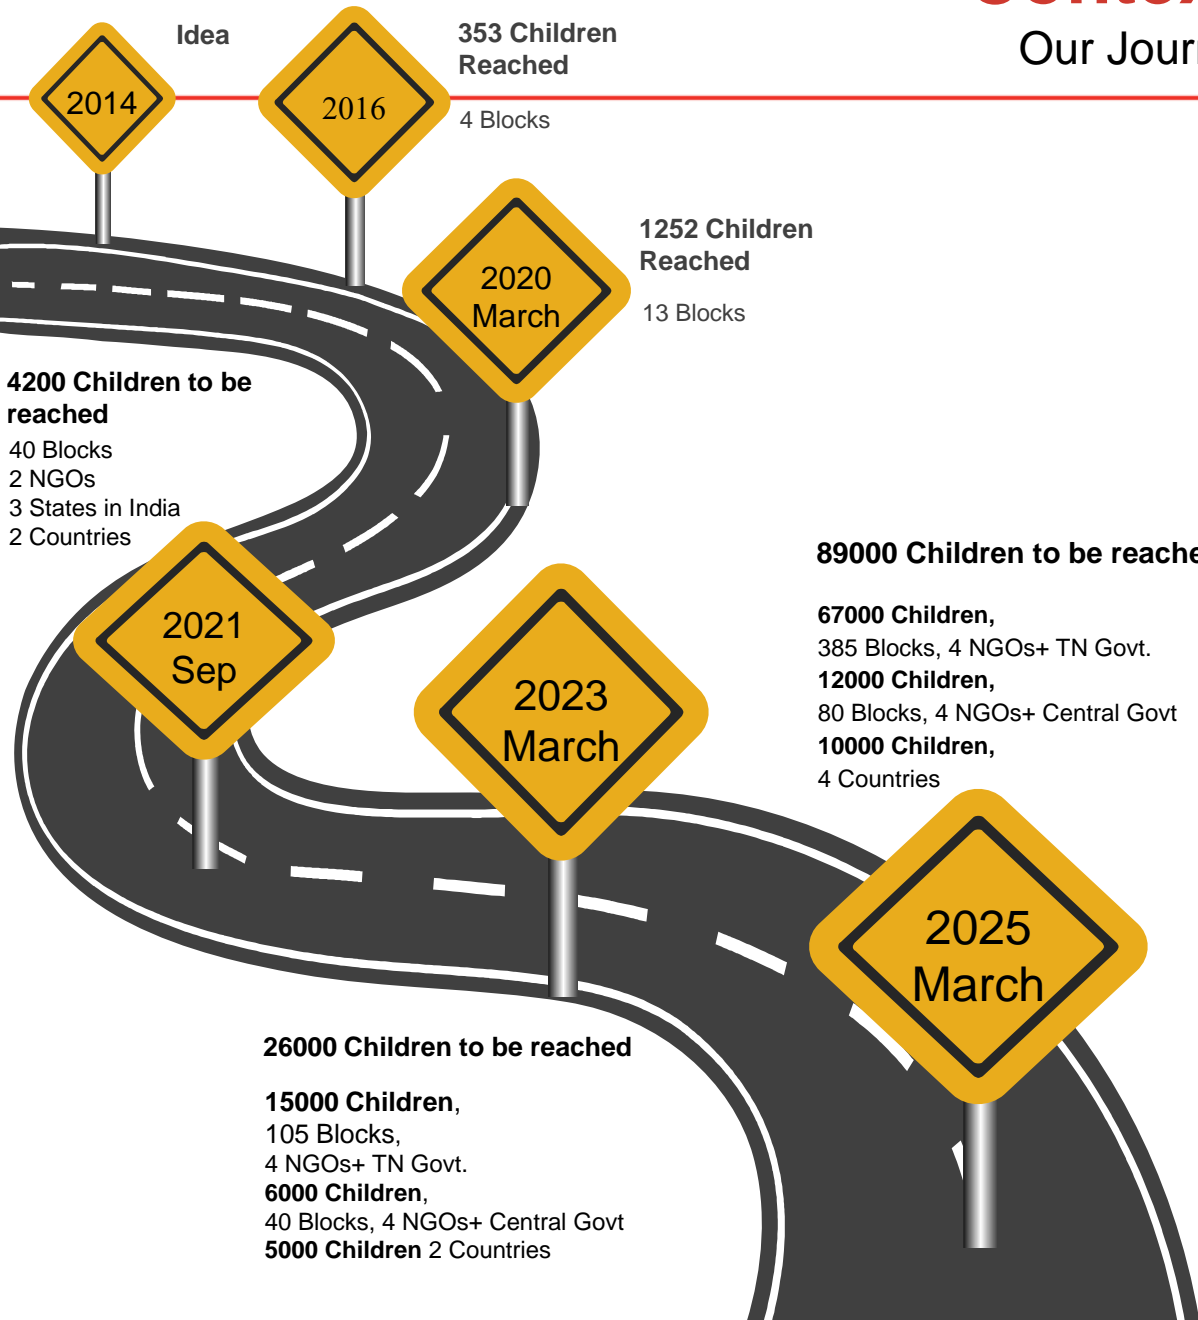 Our Jour
2014
Idea
2016
353 Children
Reached
4 Blocks
2020
March
1252 Children
Reached
13 Blocks
4200 Children to be
reached
40 Blocks
2 NGOs
3 States in India
2 Countries
2021
Sep
2023
March
26000 Children to be reached
15000 Children,
105 Blocks,
4 NGOs+ TN Govt.
6000 Children,
40 Blocks, 4 NGOs+ Central Govt
5000 Children 2 Countries
89000 Children to be reache
67000 Children,
385 Blocks, 4 NGOs+ TN Govt.
12000 Children,
80 Blocks, 4 NGOs+ Central Govt
10000 Children,
4 Countries
2025
March